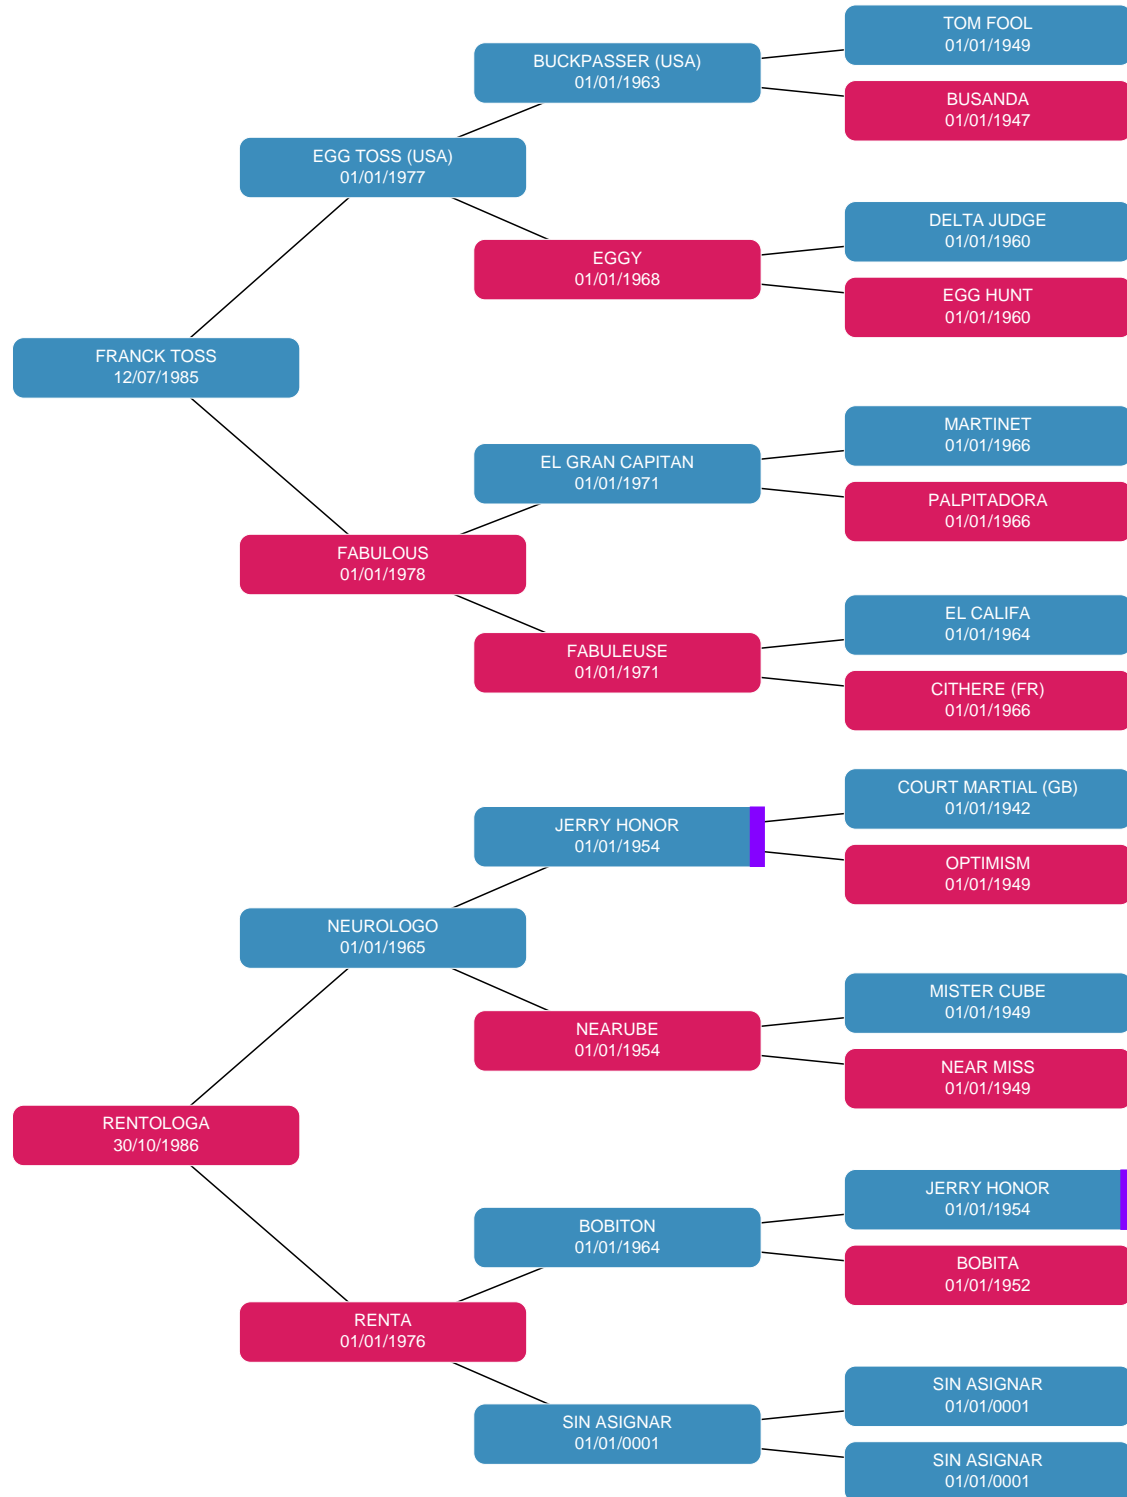 TOM FOOL
01/01/1949
BUCKPASSER (USA)
01/01/1963
BUSANDA
01/01/1947
EGG TOSS (USA)
01/01/1977
DELTA JUDGE
01/01/1960
EGGY
01/01/1968
EGG HUNT
01/01/1960
FRANCK TOSS
12/07/1985
MARTINET
01/01/1966
EL GRAN CAPITAN
01/01/1971
PALPITADORA
01/01/1966
FABULOUS
01/01/1978
EL CALIFA
01/01/1964
FABULEUSE
01/01/1971
CITHERE (FR)
01/01/1966
COURT MARTIAL (GB)
01/01/1942
JERRY HONOR
01/01/1954
OPTIMISM
01/01/1949
NEUROLOGO
01/01/1965
MISTER CUBE
01/01/1949
NEARUBE
01/01/1954
NEAR MISS
01/01/1949
RENTOLOGA
30/10/1986
JERRY HONOR
01/01/1954
BOBITON
01/01/1964
BOBITA
01/01/1952
RENTA
01/01/1976
SIN ASIGNAR
01/01/0001
SIN ASIGNAR
01/01/0001
SIN ASIGNAR
01/01/0001